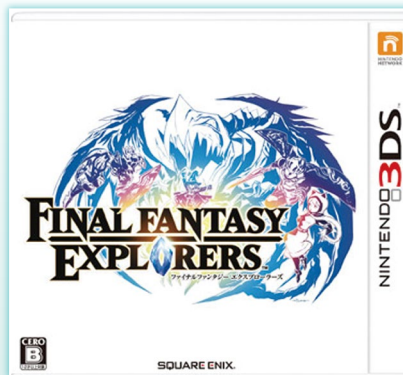 NINTENDO
NETWORK
NINTENDO 3DS
FINAL FANTASY
EXPLORERS
TM
ファイナルファンタジー エクスプローラーズ
CERO
B
SQUARE ENIX.